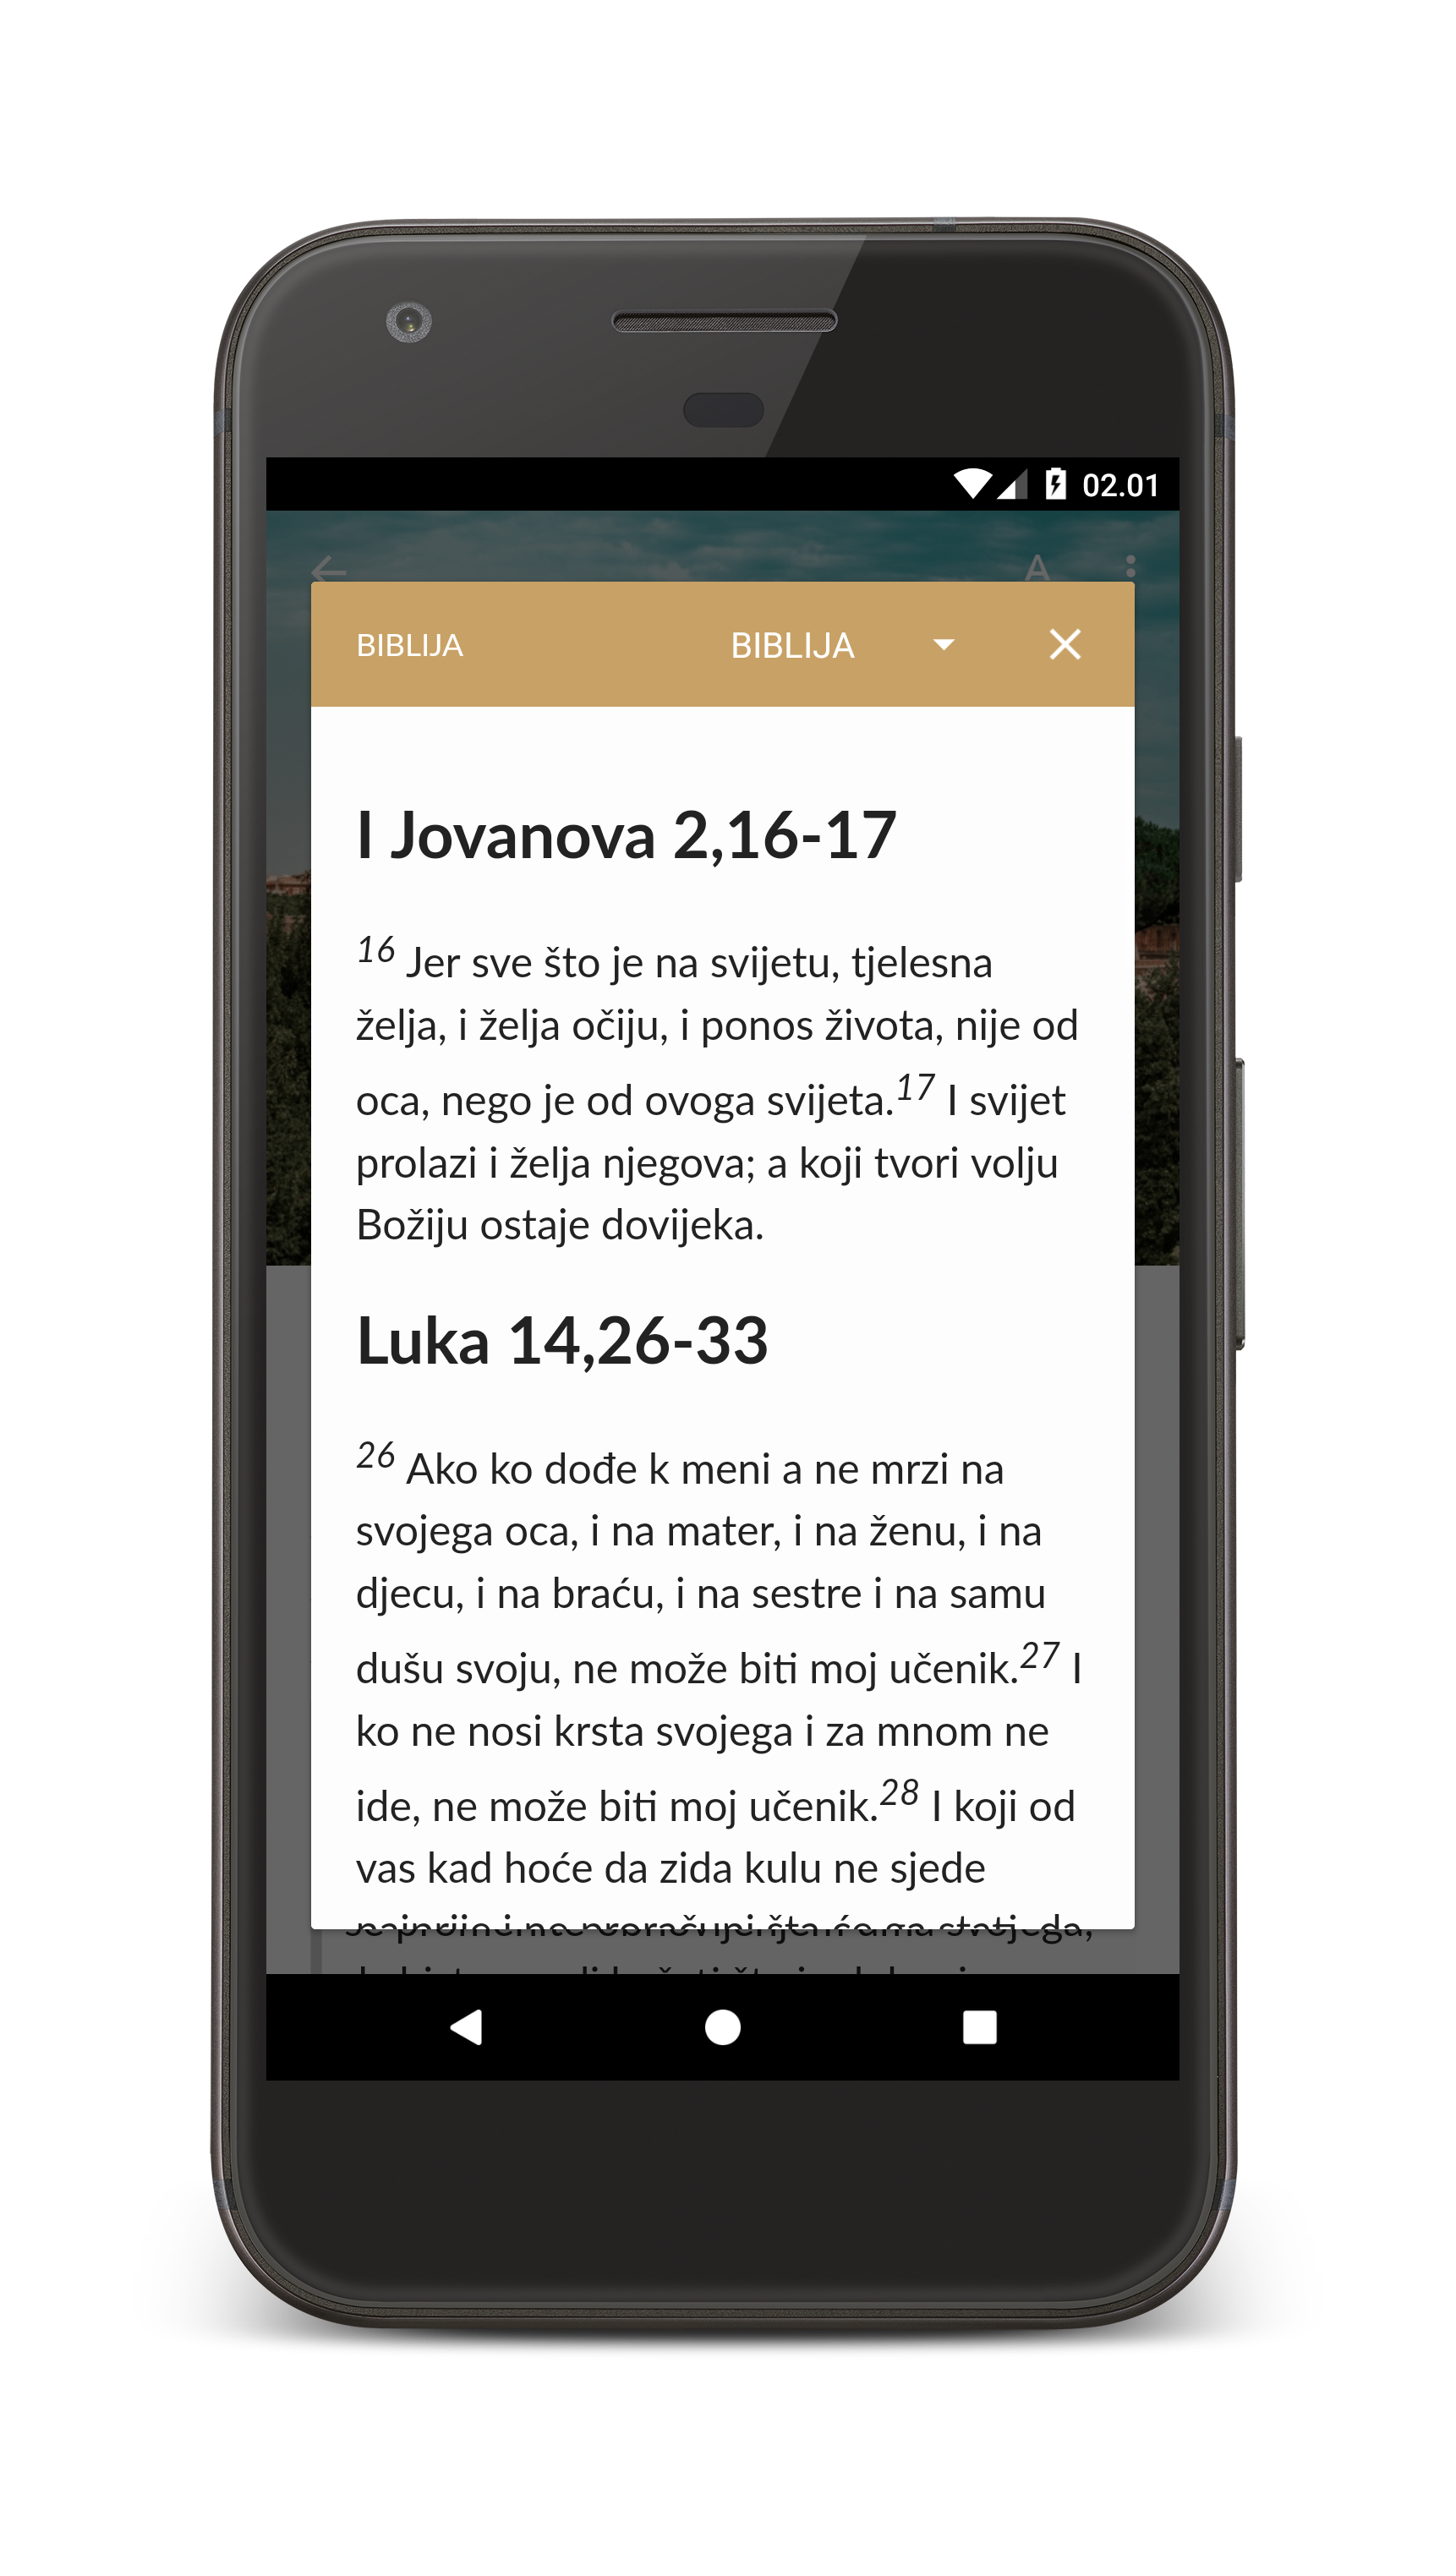 02.01
A
BIBLIJA BIBLIJA
I Jovanova 2,16-17
16 Jer sve što je na svijetu, tjelesna
želja, i želja očiju, i ponos života, nije od
oca, nego je od ovoga svijeta.17 I svijet
prolazi i želja njegova; a koji tvori volju
Božiju ostaje dovijeka.
Luka 14,26-33
26 Ako ko dođe k meni a ne mrzi na
svojega oca, i na mater, i na ženu, i na
djecu, i na braću, i na sestre i na samu
dušu svoju, ne može biti moj učenik.27 I
ko ne nosi krsta svojega i za mnom ne
ide, ne može biti moj učenik.28 I koji od
vas kad hoće da zida kulu ne sjede